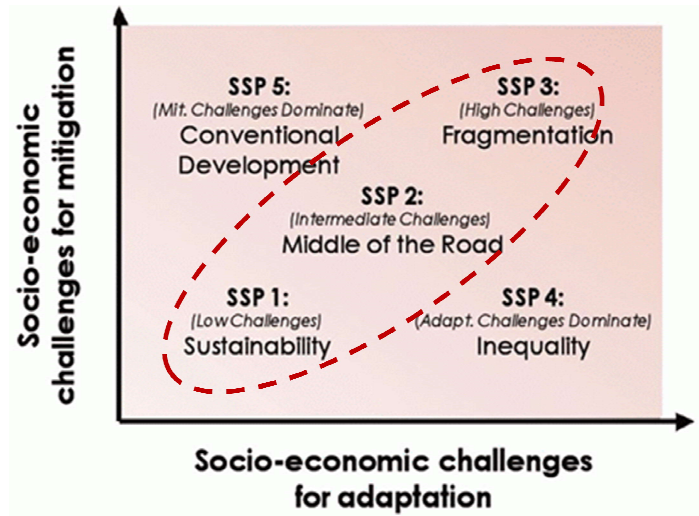 Socio-economic
challenges for mitigation
SSP 5:
(Mit. Challenges Dominate)
Conventional
Development
SSP 3:
(High Challenges)
Fragmentation
SSP 2:
(Intermediate Challenges)
Middle of the Road
SSP 1:
(Low Challenges)
Sustainability
SSP 4:
(Adapt. Challenges Dominate)
Inequality
Socio-economic challenges
for adaptation